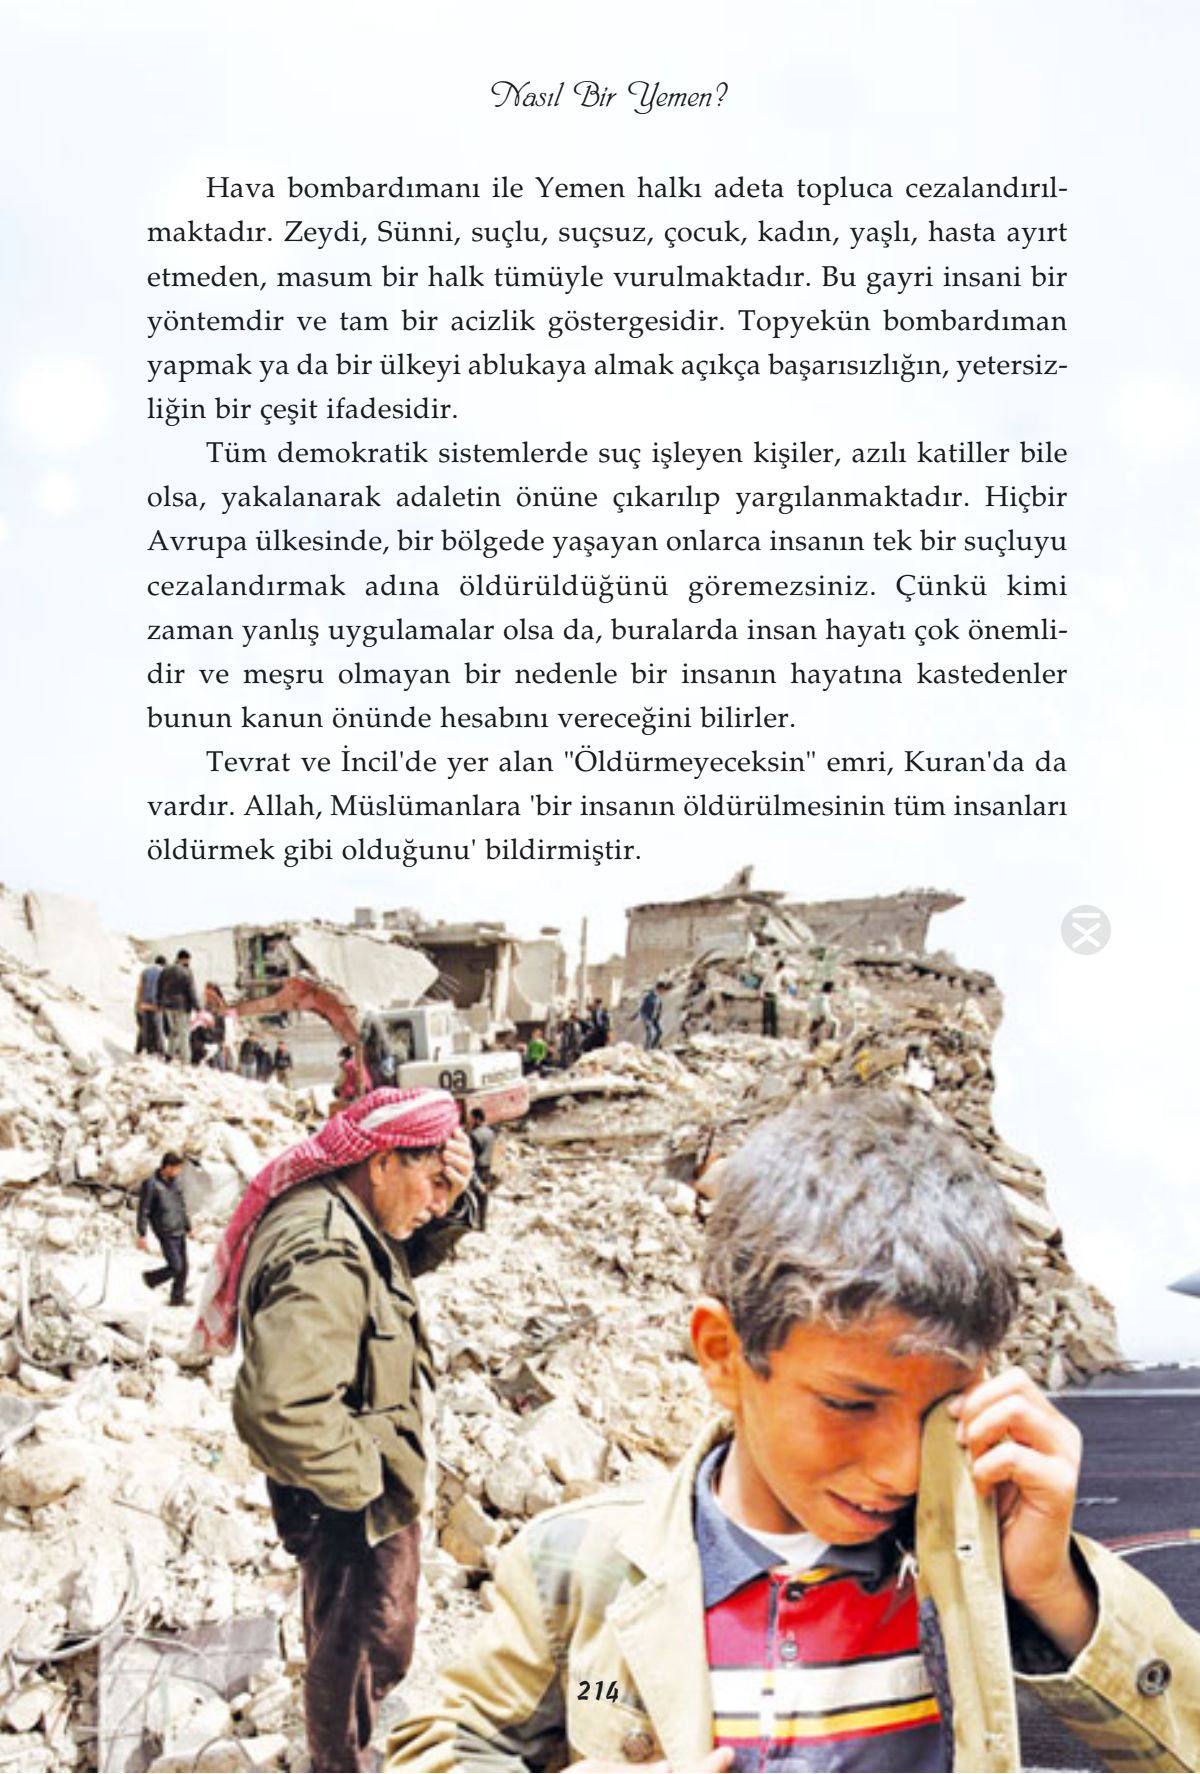 Nasıl Bir Yemen?
Hava bombardımanı ile Yemen halkı adeta topluca cezalandırıl-
maktadır. Zeydi, Sünni, suçlu, suçsuz, çocuk, kadın, yaşlı, hasta ayırt
etmeden, masum bir halk tümüyle vurulmaktadır. Bu gayri insani bir
yöntemdir ve tam bir acizlik göstergesidir. Topyekün bombardıman
yapmak ya da bir ülkeyi ablukaya almak açıkça başarısızlığın, yetersiz-
liğin bir çeşit ifadesidir.
Tüm demokratik sistemlerde suç işleyen kişiler, azılı katiller bile
olsa, yakalanarak adaletin önüne çıkarılıp yargılanmaktadır. Hiçbir
Avrupa ülkesinde, bir bölgede yaşayan onlarca insanın tek bir suçluyu
cezalandırmak adına öldürüldüğünü göremezsiniz. Çünkü kimi
zaman yanlış uygulamalar olsa da, buralarda insan hayatı çok önemli-
dir ve meşru olmayan bir nedenle bir insanın hayatına kastedenler
bunun kanun önünde hesabını vereceğini bilirler.
Tevrat ve İncil'de yer alan "Öldürmeyeceksin" emri, Kuran'da da
vardır. Allah, Müslümanlara 'bir insanın öldürülmesinin tüm insanları
öldürmek gibi olduğunu' bildirmiştir.
214